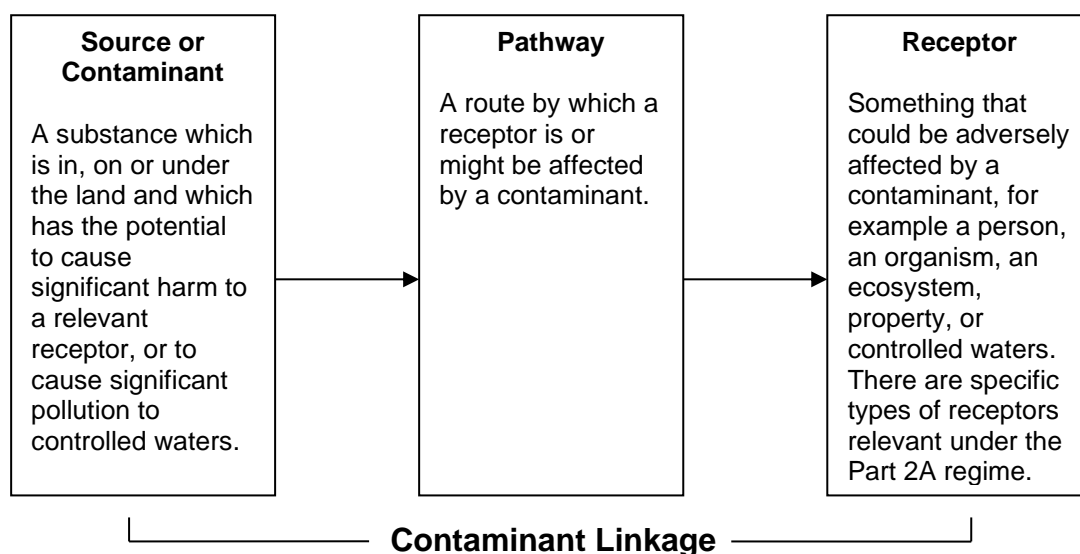 Source or
Contaminant
A substance which
is in, on or under
the land and which
has the potential
to cause
significant harm to
a relevant
receptor, or to
cause significant
pollution to
controlled waters.
Pathway
A route by which a
receptor is or
might be affected
by a contaminant.
Receptor
Something that
could be adversely
affected by a
contaminant, for
example a person,
an organism, an
ecosystem,
property, or
controlled waters.
There are specific
types of receptors
relevant under the
Part 2A regime.
Contaminant Linkage